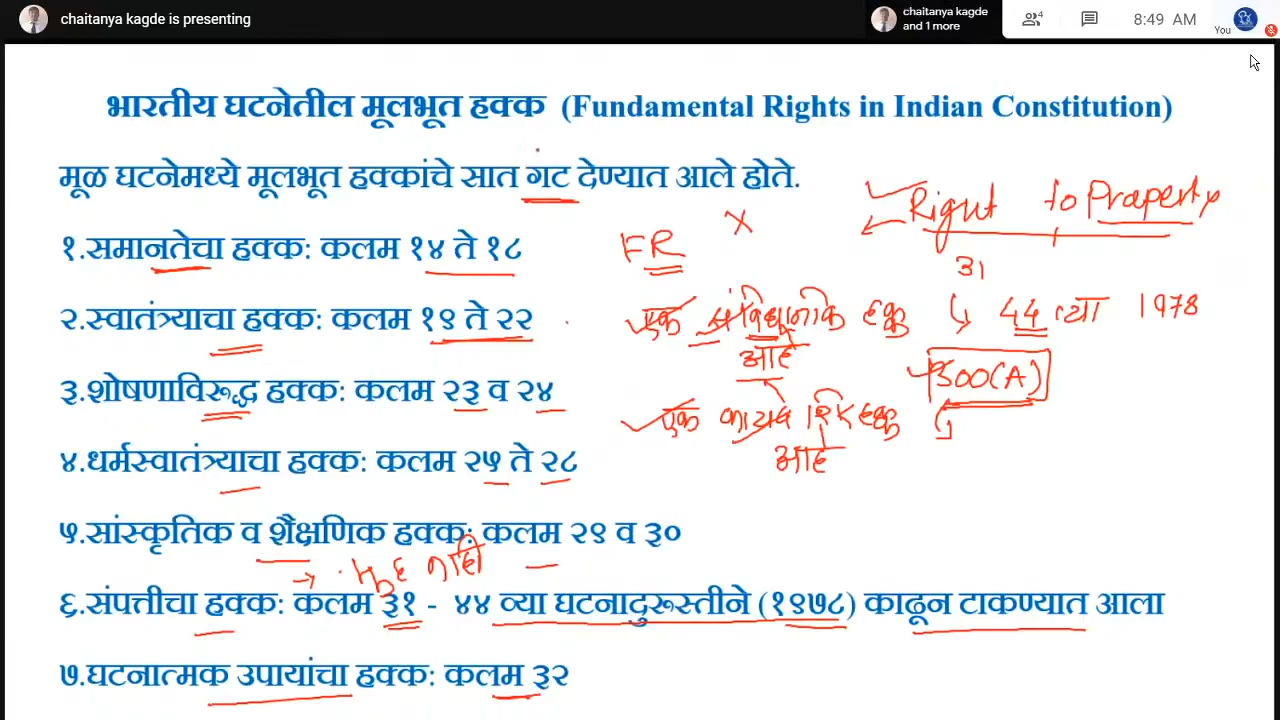 chaitanya kagde is presenting
chaitanya kagde
and 1 more
4
8:49 AM
You
भारतीय घटनेतील मूलभूत हक्क (Fundamental Rights in Indian Constitution)
मूळ घटनेमध्ये मूलभूत हक्कांचे सात गट देण्यात आले होते.
Right to Property
१.समानतेचा हक्क: कलम १४ ते १८
FR X
31
२.स्वातंत्र्याचा हक्क: कलम १९ ते २२
एक संविधानिक हक्क आहे
44 व्या 1978
300(A)
३.शोषणाविरूद्ध हक्क: कलम २३ व २४
एक कायदेशिर हक्क आहे
४.धर्मस्वातंत्र्याचा हक्क: कलम २५ ते २८
५.सांस्कृतिक व शैक्षणिक हक्क: कलम २९ व ३०
नाही
६.संपत्तीचा हक्क: कलम ३१ - ४४ व्या घटनादुरूस्तीने (१९७८) काढून टाकण्यात आला
७.घटनात्मक उपायांचा हक्क: कलम ३२